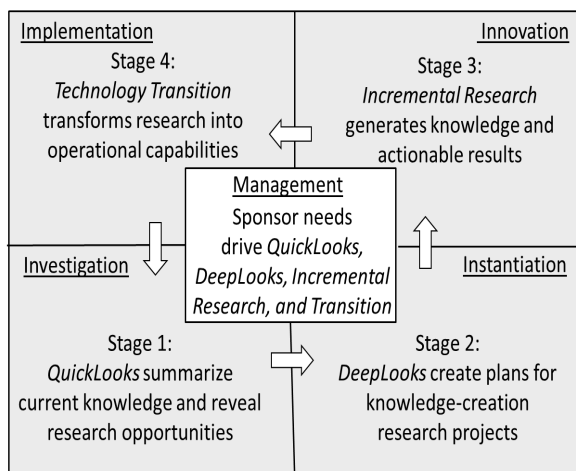 Implementation
Stage 4:
Technology Transition
transforms research into
operational capabilities
Innovation
Stage 3:
Incremental Research
generates knowledge and
actionable results
Management
Sponsor needs
drive QuickLooks,
DeepLooks, Incremental
Research, and Transition
Investigation
Stage 1:
QuickLooks summarize
current knowledge and reveal
research opportunities
Instantiation
Stage 2:
DeepLooks create plans for
knowledge-creation
research projects